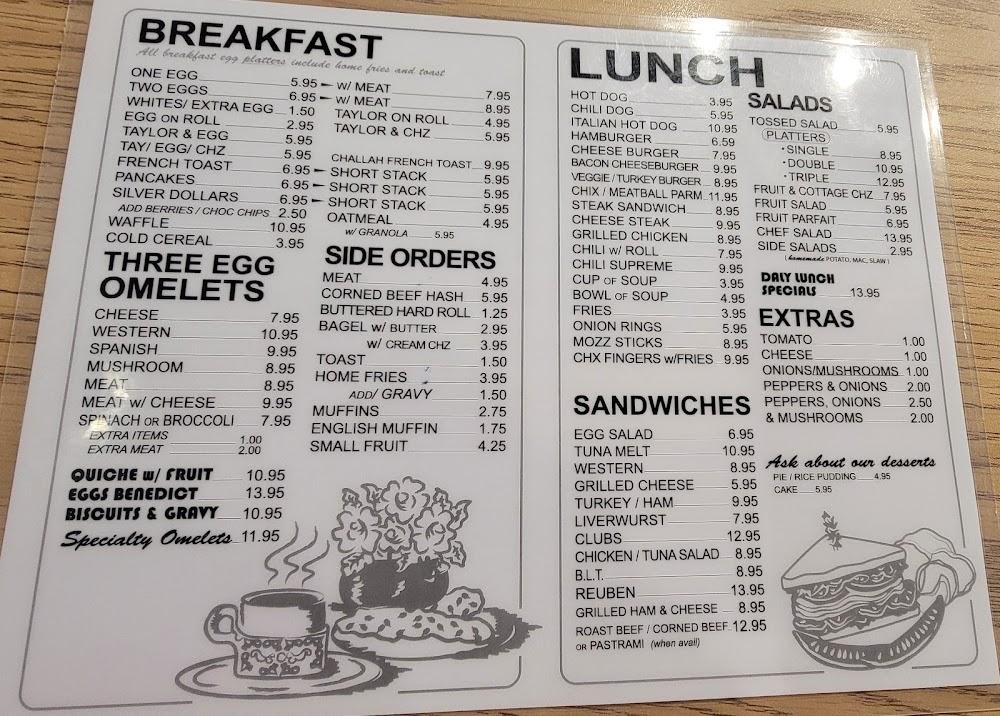 BREAKFAST
All breakfast egg platters include home fries and toast
ONE EGG 5.95 – w/ MEAT 7.95
TWO EGGS 6.95 – w/ MEAT 8.95
WHITES/ EXTRA EGG 1.50
EGG ON ROLL 2.95
TAYLOR & EGG 5.95
TAY/ EGG/ CHZ 5.95
FRENCH TOAST 6.95 – SHORT STACK 5.95
PANCAKES 6.95 – SHORT STACK 5.95
SILVER DOLLARS 6.95 – SHORT STACK 5.95
ADD BERRIES / CHOC CHIPS 2.50
WAFFLE 10.95
COLD CEREAL 3.95
TAYLOR ON ROLL 4.95
TAYLOR & CHZ 5.95
CHALLAH FRENCH TOAST 9.95
OATMEAL 4.95
w/ GRANOLA 5.95
THREE EGG
OMELETS
CHEESE 7.95
WESTERN 10.95
SPANISH 9.95
MUSHROOM 8.95
MEAT 8.95
MEAT w/ CHEESE 9.95
SPINACH OR BROCCOLI 7.95
EXTRA ITEMS 1.00
EXTRA MEAT 2.00
QUICHE w/ FRUIT 10.95
EGGS BENEDICT 13.95
BISCUITS & GRAVY 10.95
Specialty Omelets 11.95
SIDE ORDERS
MEAT 4.95
CORNED BEEF HASH 5.95
BUTTERED HARD ROLL 1.25
BAGEL w/ BUTTER 2.95
w/ CREAM CHZ 3.95
TOAST 1.50
HOME FRIES 3.95
ADD/ GRAVY 1.50
MUFFINS 2.75
ENGLISH MUFFIN 1.75
SMALL FRUIT 4.25
LUNCH
HOT DOG 3.95
CHILI DOG 5.95
ITALIAN HOT DOG 10.95
HAMBURGER 6.59
CHEESE BURGER 7.95
BACON CHEESEBURGER 9.95
VEGGIE / TURKEY BURGER 8.95
CHIX / MEATBALL PARM 11.95
STEAK SANDWICH 8.95
CHEESE STEAK 9.95
GRILLED CHICKEN 8.95
CHILI w/ ROLL 7.95
CHILI SUPREME 9.95
CUP OF SOUP 3.95
BOWL OF SOUP 4.95
FRIES 3.95
ONION RINGS 5.95
MOZZ STICKS 8.95
CHX FINGERS w/FRIES 9.95
SANDWICHES
EGG SALAD 6.95
TUNA MELT 10.95
WESTERN 8.95
GRILLED CHEESE 5.95
TURKEY / HAM 9.95
LIVERWURST 7.95
CLUBS 12.95
CHICKEN / TUNA SALAD 8.95
B.L.T. 8.95
REUBEN 13.95
GRILLED HAM & CHEESE 8.95
ROAST BEEF / CORNED BEEF 12.95
OR PASTRAMI (when avail)
SALADS
TOSSED SALAD 5.95
(PLATTERS)
• SINGLE 8.95
• DOUBLE 10.95
• TRIPLE 12.95
FRUIT & COTTAGE CHZ 7.95
FRUIT SALAD 5.95
FRUIT PARFAIT 6.95
CHEF SALAD 13.95
SIDE SALADS 2.95
(homemade POTATO, MAC, SLAW)
DALY LUNCH
SPECIALS 13.95
EXTRAS
TOMATO 1.00
CHEESE 1.00
ONIONS/MUSHROOMS 1.00
PEPPERS & ONIONS 2.00
PEPPERS, ONIONS 2.50
& MUSHROOMS 2.00
Ask about our desserts
PIE / RICE PUDDING 4.95
CAKE 5.95